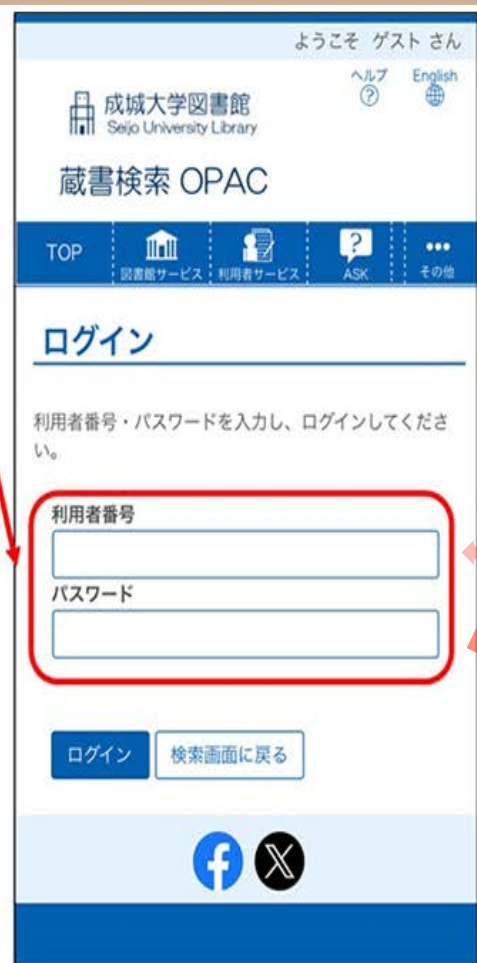 ようこそ ゲスト さん
ヘルプ English
成城大学図書館
Seijo University Library
蔵書検索 OPAC
TOP 図書館サービス 利用者サービス ASK その他
ログイン
利用者番号・パスワードを入力し、ログインしてくださ
い。
利用者番号
パスワード
ログイン 検索画面に戻る